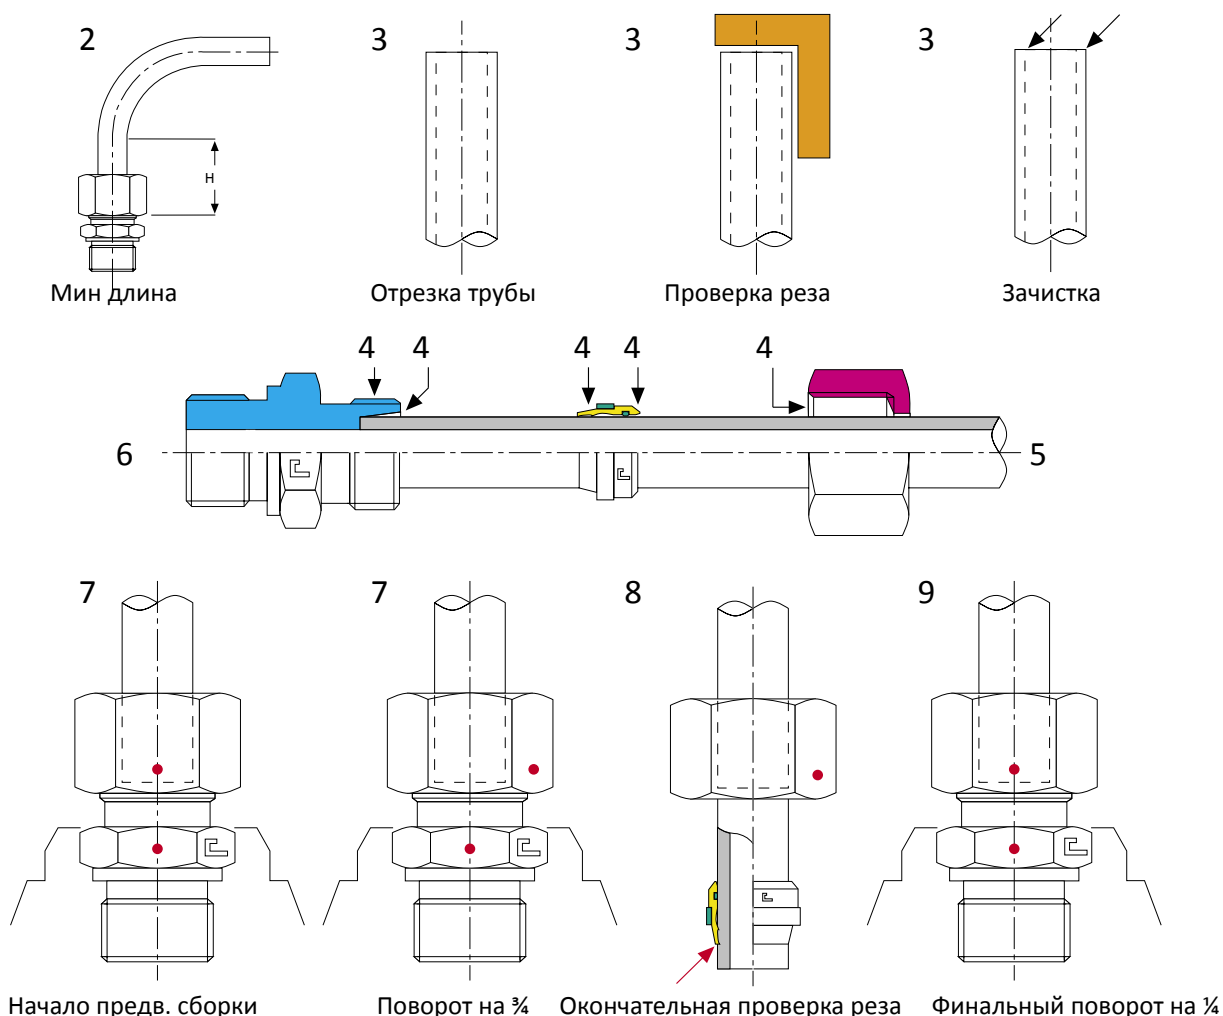 2 3 3 3
H
Мин длина Отрезка трубы Проверка реза Зачистка
4 4 4 4 4
6 5
7 7 8 9
Начало предв. сборки Поворот на ¾ Окончательная проверка реза Финальный поворот на ¼